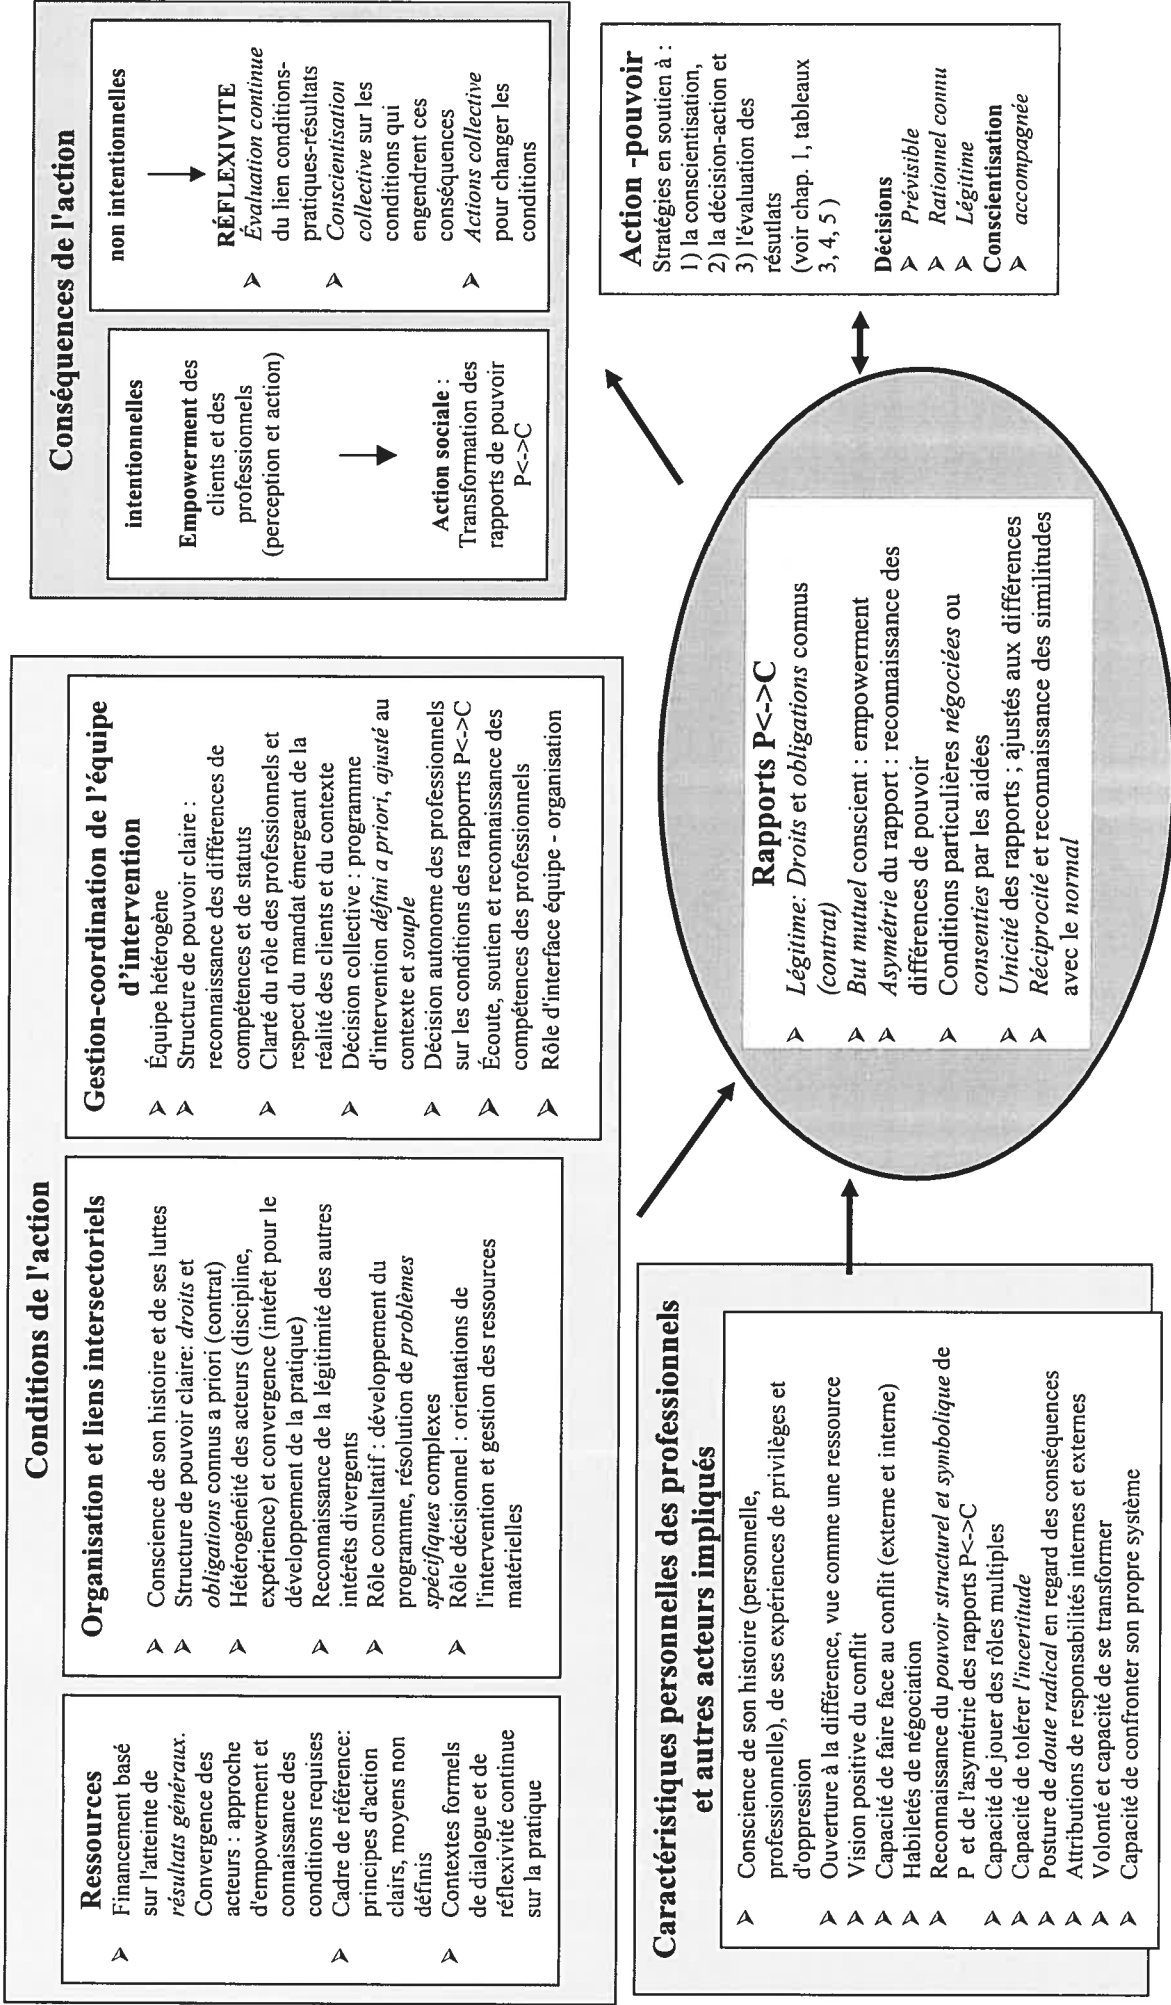 Conditions de l'action
Ressources
➢ Financement basé
sur l'atteinte de
résultats généraux.
Convergence des
acteurs : approche
d'empowerment et
connaissance des
conditions requises
➢ Cadre de référence:
principes d'action
clairs, moyens non
définis
➢ Contextes formels
de dialogue et de
réflexivité continue
sur la pratique
Organisation et liens intersectoriels
➢ Conscience de son histoire et de ses luttes
➢ Structure de pouvoir claire: droits et
obligations connus a priori (contrat)
➢ Hétérogénéité des acteurs (discipline,
expérience) et convergence (intérêt pour le
développement de la pratique)
➢ Reconnaissance de la légitimité des autres
intérêts divergents
➢ Rôle consultatif : développement du
programme, résolution de problèmes
spécifiques complexes
➢ Rôle décisionnel : orientations de
l'intervention et gestion des ressources
matérielles
Gestion-coordination de l'équipe
d'intervention
➢ Équipe hétérogène
➢ Structure de pouvoir claire :
reconnaissance des différences de
compétences et de statuts
➢ Clarté du rôle des professionnels et
respect du mandat émergeant de la
réalité des clients et du contexte
➢ Décision collective : programme
d'intervention défini a priori, ajusté au
contexte et souple
➢ Décision autonome des professionnels
sur les conditions des rapporrts P<->C
➢ Écoute, soutien et reconnaissance des
compétences des professionnels
➢ Rôle d'interface équipe - organisation
Conséquences de l'action
intentionnelles
Empowerment des
clients et des
professionnels
(perception et action)
Action sociale :
Transformation des
rapports de pouvoir
P<->C
non intentionnelles
RÉFLEXIVITE
➢ Évaluation continue
du lien conditions-
pratiques-résultats
➢ Conscientisation
collective sur les
conditions qui
engendrent ces
conséquences
➢ Actions collective
pour changer les
conditions
Caractéristiques personnelles des professionnels
et autres acteurs impliqués
➢ Conscience de son histoire (personnelle,
professionnelle), de ses expériences de privilèges et
d'oppression
➢ Ouverture à la différence, vue comme une ressource
➢ Vision positive du conflit
➢ Capacité de faire face au conflit (externe et interne)
➢ Habiletés de négociation
➢ Reconnaissance du pouvoir structurel et symbolique de
P et de l'asymétrie des rapports P<->C
➢ Capacité de jouer des rôles multiples
➢ Capacité de tolérer l'incertitude
➢ Posture de doute radical en regard des conséquences
➢ Attributions de responsabilités internes et externes
➢ Volonté et capacité de se transformer
➢ Capacité de confronter son propre système
Rapports P<->C
➢ Légitime: Droits et obligations connus
(contrat)
➢ But mutuel conscient : empowerment
➢ Asymétrie du rapport : reconnaissance des
différences de pouvoir
➢ Conditions particulières négociées ou
consenties par les aidées
➢ Unicité des rapports ; ajustés aux différences
➢ Réciprocité et reconnaissance des similitudes
avec le normal
Action -pouvoir
Stratégies en soutien à :
1) la conscientisation,
2) la décision-action et
3) l'évaluation des
résutlats
(voir chap. 1, tableaux
3, 4, 5 )
Décisions
➢ Prévisible
➢ Rationnel connu
➢ Légitime
Conscientisation
➢ accompagnée